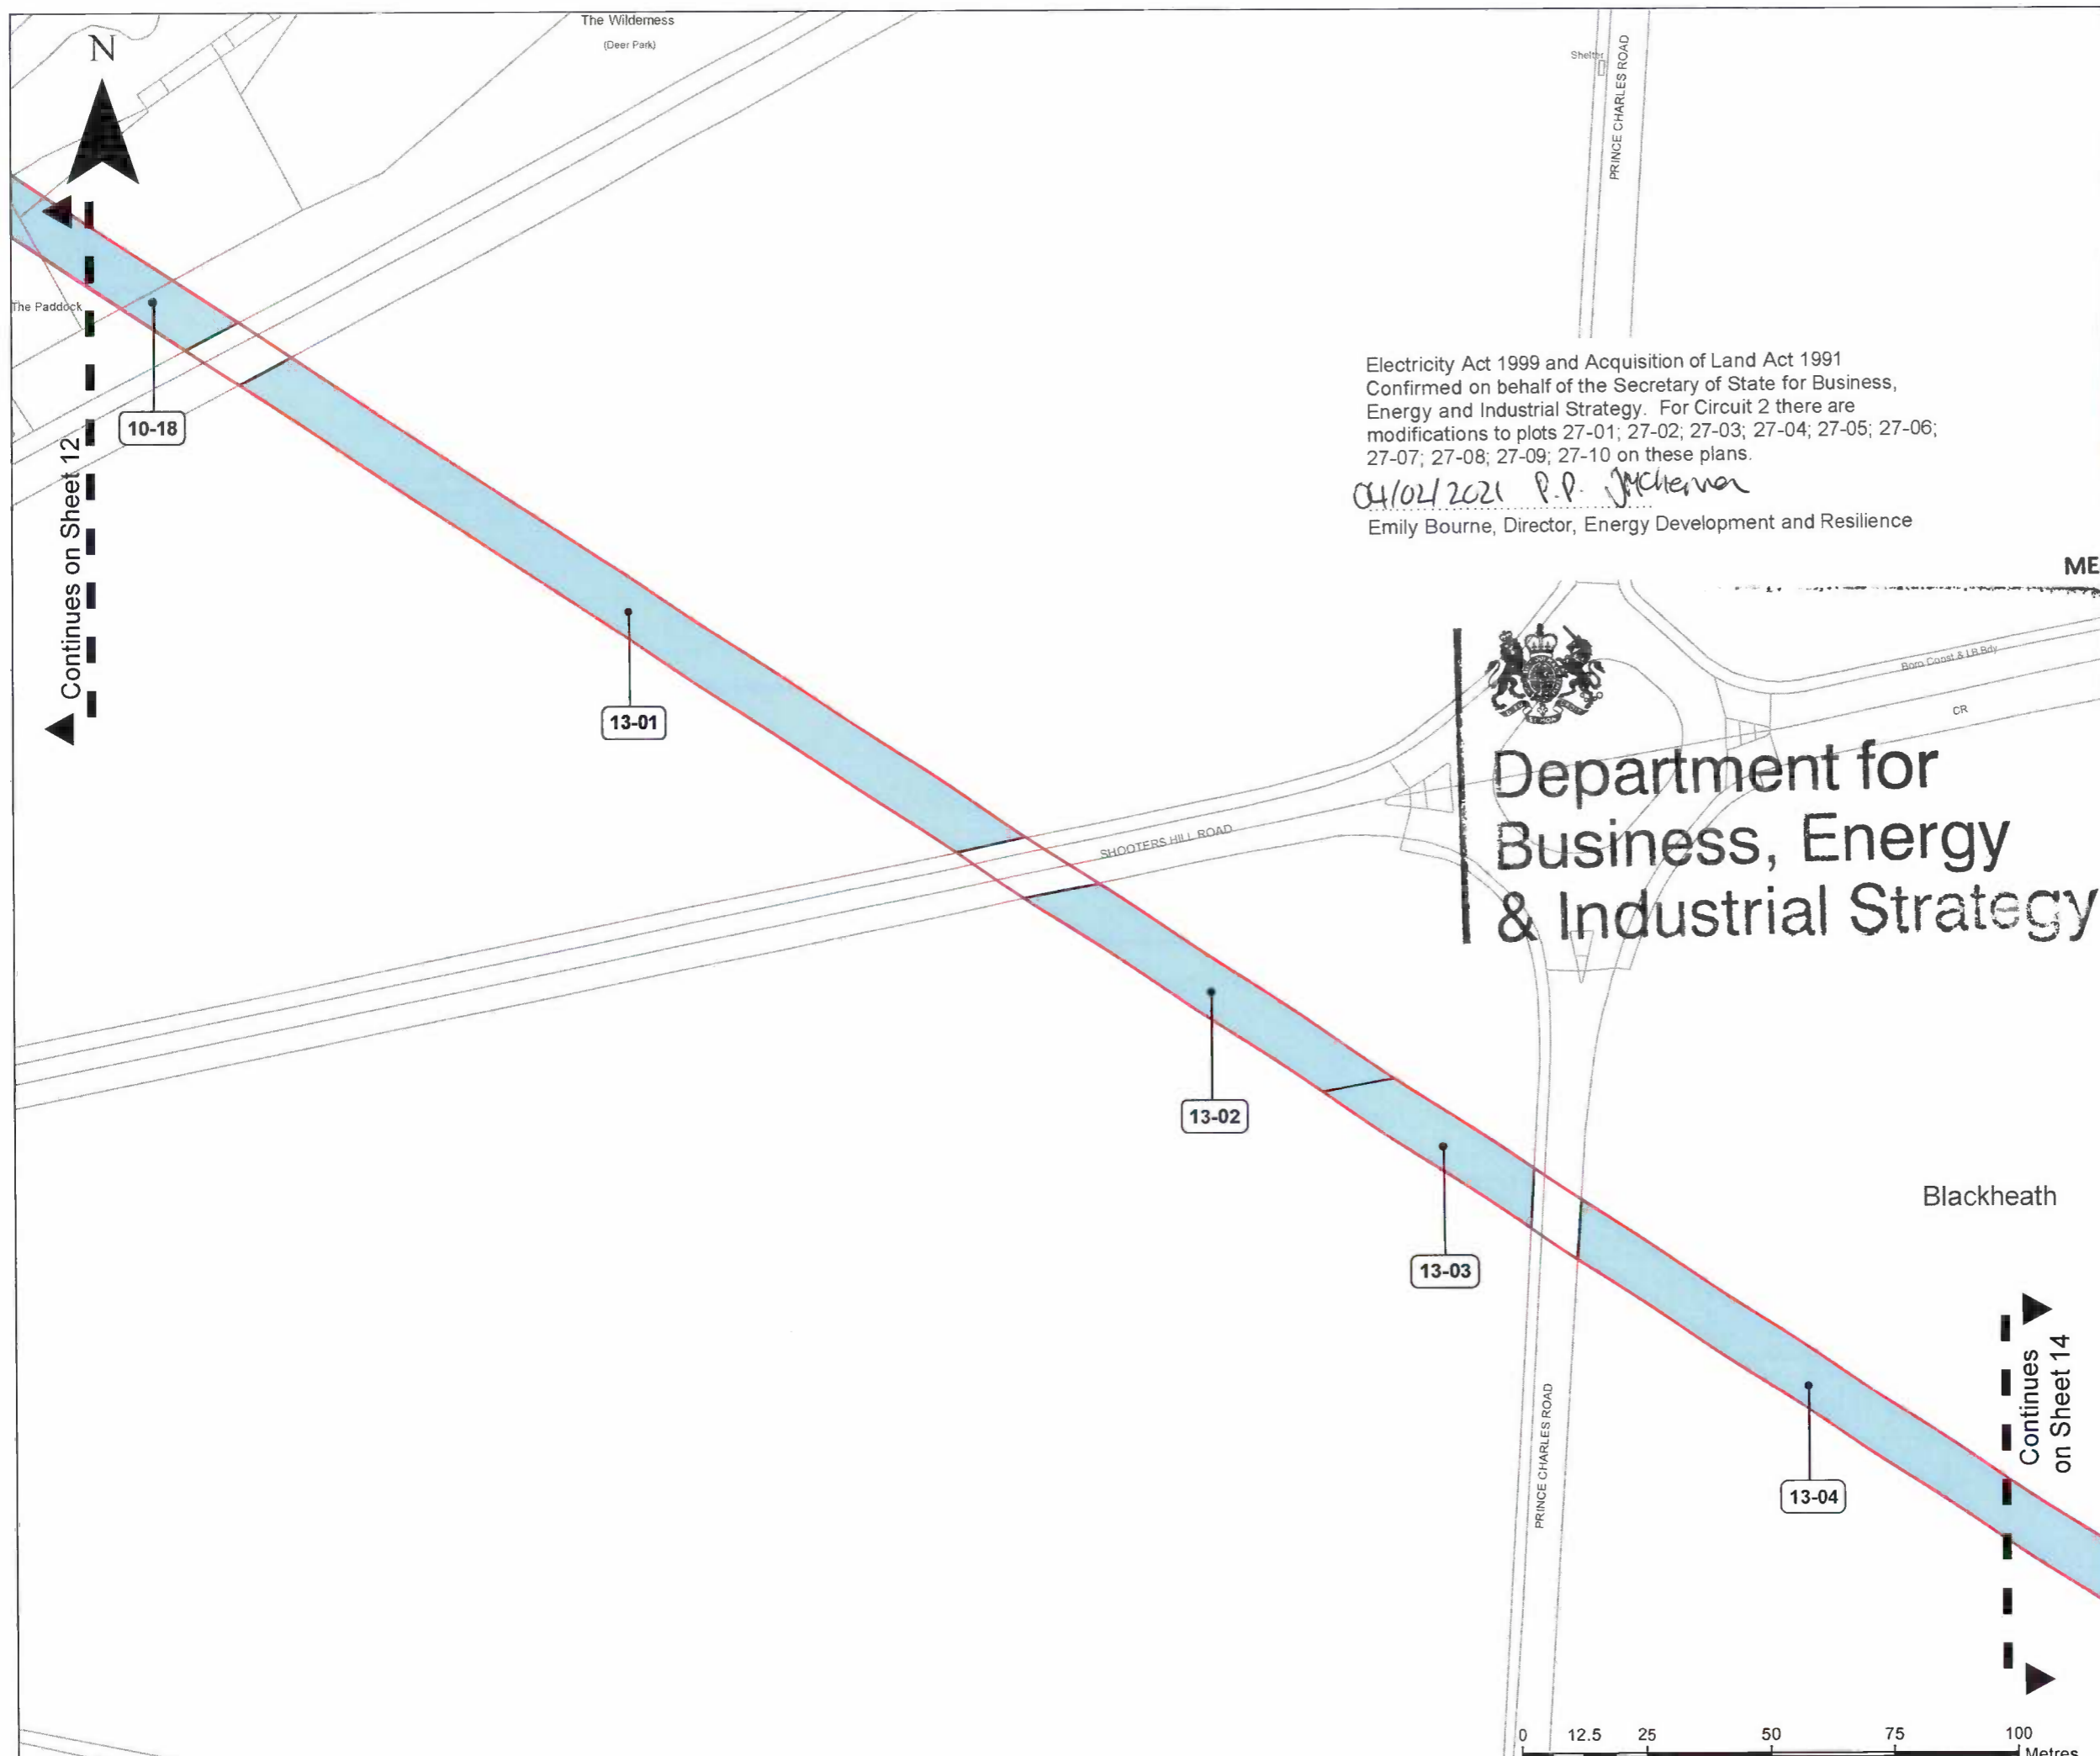 The Wilderness
(Deer Park)
N
Shelter
PRINCE CHARLES ROAD
The Paddock
10-18
Continues on Sheet 12
Electricity Act 1999 and Acquisition of Land Act 1991
Confirmed on behalf of the Secretary of State for Business,
Energy and Industrial Strategy. For Circuit 2 there are
modifications to plots 27-01; 27-02; 27-03; 27-04; 27-05; 27-06;
27-07; 27-08; 27-09; 27-10 on these plans.
04/02/2021 P.P.
Emily Bourne, Director, Energy Development and Resilience
ME
13-01
Boro Const & LB Bdy
CR
Department for
Business, Energy
& Industrial Strategy
SHOOTERS HILL ROAD
13-02
13-03
Blackheath
Continues
on Sheet 14
PRINCE CHARLES ROAD
13-04
0 12.5 25 50 75 100
Metres